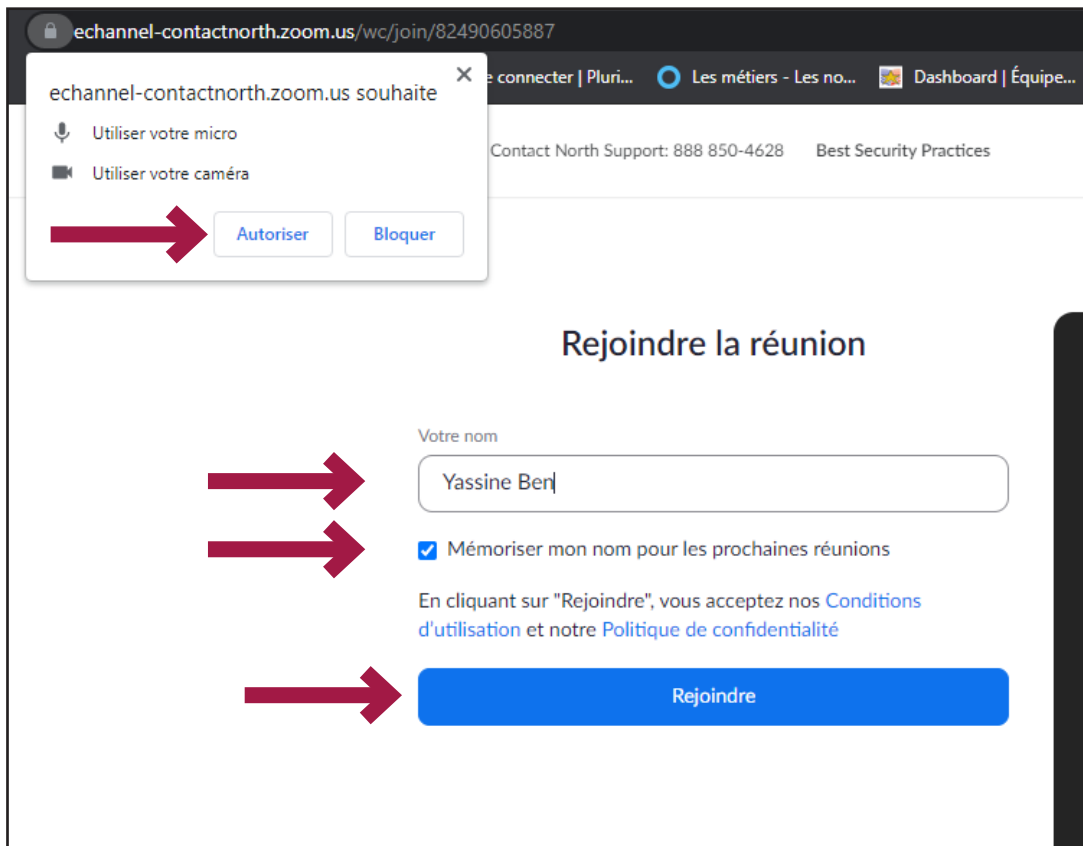 echannel-contactnorth.zoom.us/wc/join/82490605887
e connecter | Pluri... Les métiers - Les no... Dashboard | Équipe...
echannel-contactnorth.zoom.us souhaite
Utiliser votre micro
Utiliser votre caméra
Autoriser Bloquer
Contact North Support: 888 850-4628 Best Security Practices
Rejoindre la réunion
Votre nom
Yassine Ben
Mémoriser mon nom pour les prochaines réunions
En cliquant sur "Rejoindre", vous acceptez nos Conditions
d'utilisation et notre Politique de confidentialité
Rejoindre